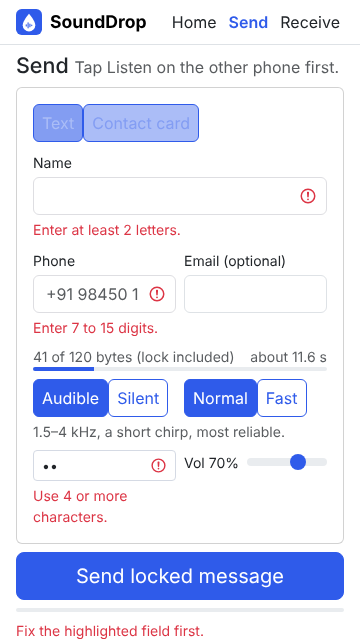 SoundDrop Home Send Receive
Send Tap Listen on the other phone first.
Text Contact card
Name
Enter at least 2 letters.
Phone Email (optional)
+91 98450 1
Enter 7 to 15 digits.
41 of 120 bytes (lock included) about 11.6 s
Audible Silent Normal Fast
1.5–4 kHz, a short chirp, most reliable.
•• Vol 70%
Use 4 or more
characters.
Send locked message
Fix the highlighted field first.